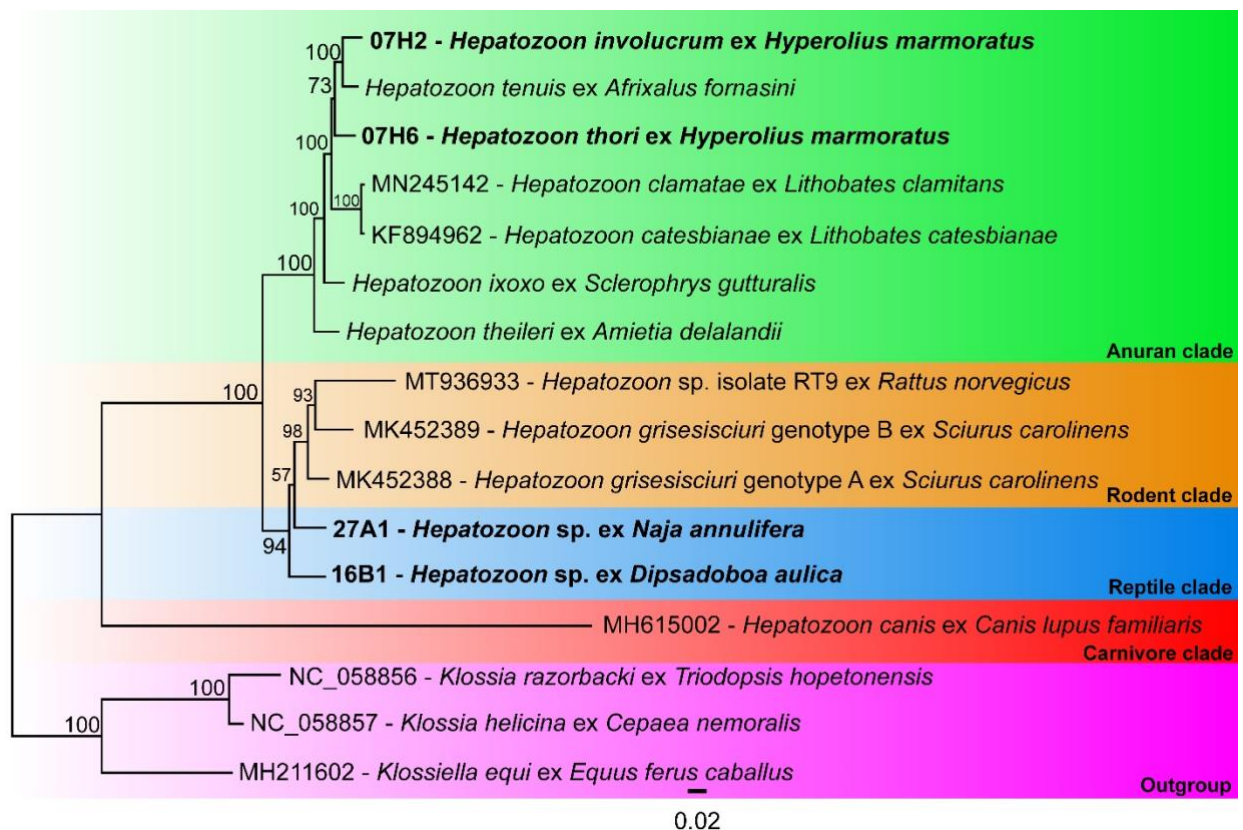 100
07H2 - Hepatozoon involucrum ex Hyperolius marmoratus
73
Hepatozoon tenuis ex Afrixalus fornasini
100
07H6 - Hepatozoon thori ex Hyperolius marmoratus
MN245142 - Hepatozoon clamatae ex Lithobates clamitans
100
100
KF894962 - Hepatozoon catesbianae ex Lithobates catesbianae
100
Hepatozoon ixoxo ex Sclerophrys gutturalis
Hepatozoon theileri ex Amietia delalandii
Anuran clade
100
MT936933 - Hepatozoon sp. isolate RT9 ex Rattus norvegicus
93
MK452389 - Hepatozoon grisesisciuri genotype B ex Sciurus carolinens
98
57
MK452388 - Hepatozoon grisesisciuri genotype A ex Sciurus carolinens
Rodent clade
27A1 - Hepatozoon sp. ex Naja annulifera
94
16B1 - Hepatozoon sp. ex Dipsadoboa aulica
Reptile clade
MH615002 - Hepatozoon canis ex Canis lupus familiaris
Carnivore clade
100
NC_058856 - Klossia razorbacki ex Triodopsis hopetonensis
100
NC_058857 - Klossia helicina ex Cepaea nemoralis
MH211602 - Klossiella equi ex Equus ferus caballus
Outgroup
0.02